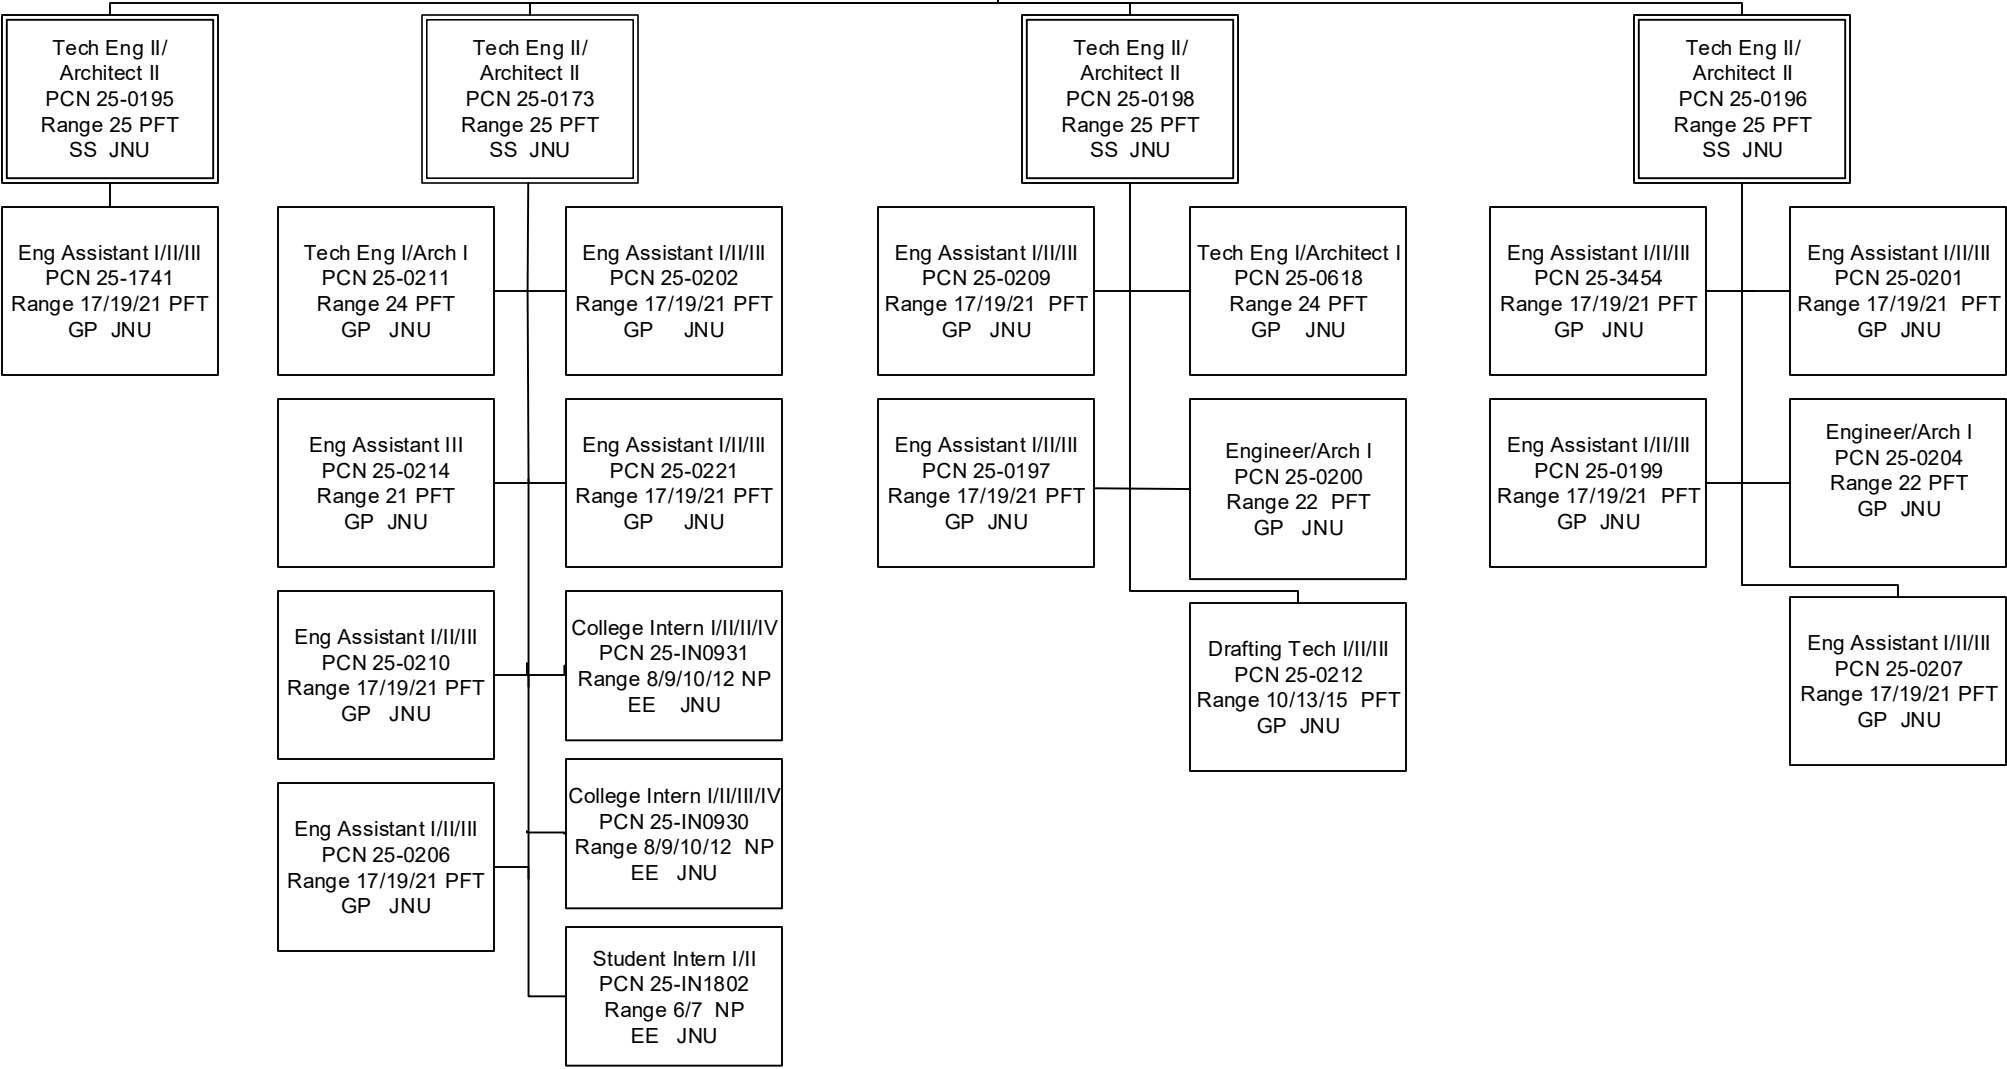 Tech Eng II/
Architect II
PCN 25-0195
Range 25 PFT
SS JNU
Eng Assistant I/II/III
PCN 25-1741
Range 17/19/21 PFT
GP JNU
Tech Eng II/
Architect II
PCN 25-0173
Range 25 PFT
SS JNU
Tech Eng I/Arch I
PCN 25-0211
Range 24 PFT
GP JNU
Eng Assistant I/II/III
PCN 25-0202
Range 17/19/21 PFT
GP JNU
Eng Assistant III
PCN 25-0214
Range 21 PFT
GP JNU
Eng Assistant I/II/III
PCN 25-0221
Range 17/19/21 PFT
GP JNU
Eng Assistant I/II/III
PCN 25-0210
Range 17/19/21 PFT
GP JNU
College Intern I/II/II/IV
PCN 25-IN0931
Range 8/9/10/12 NP
EE JNU
Eng Assistant I/II/III
PCN 25-0206
Range 17/19/21 PFT
GP JNU
College Intern I/II/III/IV
PCN 25-IN0930
Range 8/9/10/12 NP
EE JNU
Student Intern I/II
PCN 25-IN1802
Range 6/7 NP
EE JNU
Tech Eng II/
Architect II
PCN 25-0198
Range 25 PFT
SS JNU
Eng Assistant I/II/III
PCN 25-0209
Range 17/19/21 PFT
GP JNU
Tech Eng I/Architect I
PCN 25-0618
Range 24 PFT
GP JNU
Eng Assistant I/II/III
PCN 25-0197
Range 17/19/21 PFT
GP JNU
Engineer/Arch I
PCN 25-0200
Range 22 PFT
GP JNU
Drafting Tech I/II/III
PCN 25-0212
Range 10/13/15 PFT
GP JNU
Tech Eng II/
Architect II
PCN 25-0196
Range 25 PFT
SS JNU
Eng Assistant I/II/III
PCN 25-3454
Range 17/19/21 PFT
GP JNU
Eng Assistant I/II/III
PCN 25-0201
Range 17/19/21 PFT
GP JNU
Eng Assistant I/II/III
PCN 25-0199
Range 17/19/21 PFT
GP JNU
Engineer/Arch I
PCN 25-0204
Range 22 PFT
GP JNU
Eng Assistant I/II/III
PCN 25-0207
Range 17/19/21 PFT
GP JNU